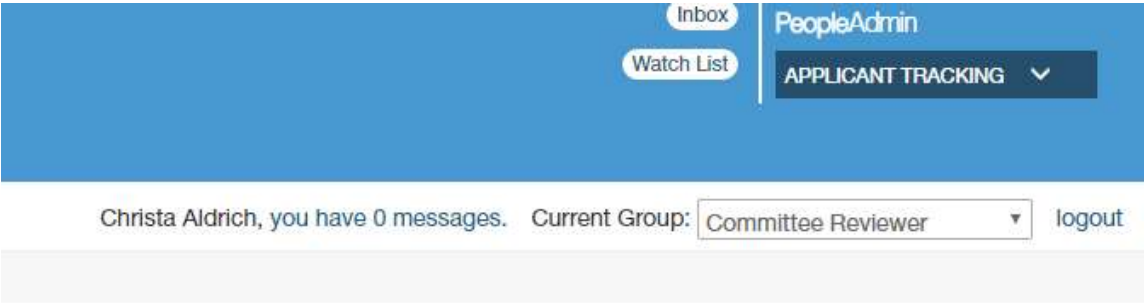 Inbox
PeopleAdmin
Watch List
APPLICANT TRACKING
Christa Aldrich, you have 0 messages. Current Group: Committee Reviewer logout